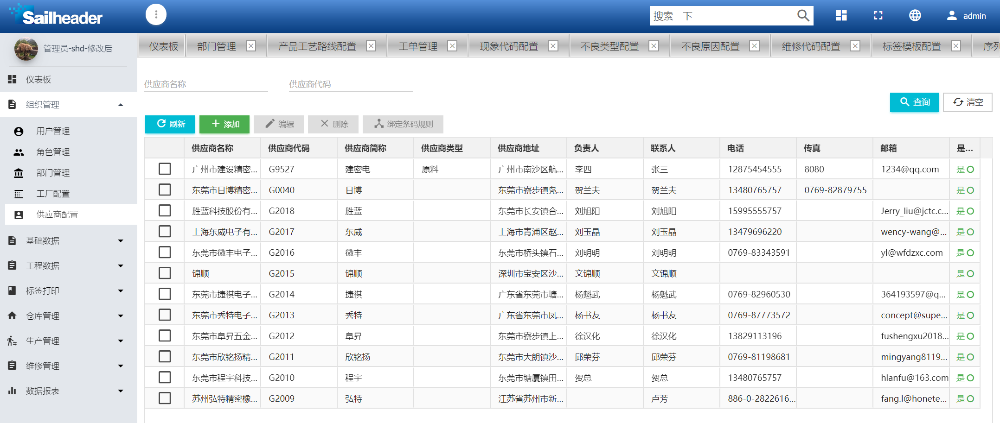 Sailheader
搜索一下
admin
管理员-shd-修改后
仪表板 部门管理 产品工艺路线配置 工单管理 现象代码配置 不良类型配置 不良原因配置 维修代码配置 标签模板配置 序列
仪表板
组织管理
用户管理
角色管理
部门管理
工厂配置
供应商配置
基础数据
工程数据
标签打印
仓库管理
生产管理
维修管理
数据报表
供应商名称 供应商代码
查询 清空
刷新 添加 编辑 删除 绑定条码规则
供应商名称 供应商代码 供应商简称 供应商类型 供应商地址 负责人 联系人 电话 传真 邮箱 是...
广州市建设精密... G9527 建密电 原料 广州市南沙区航... 李四 张三 12875454555 8080 1234@qq.com 是
东莞市日博精密... G0040 日博 东莞市寮步镇凫... 贺兰夫 贺兰夫 13480765757 0769-82879755 是
胜蓝科技股份有... G2018 胜蓝 东莞市长安镇合... 刘旭阳 刘旭阳 15995555757 Jerry_liu@jctc.c... 是
上海东威电子有... G2017 东威 上海市青浦区赵... 刘玉晶 刘玉晶 13479696220 wency-wang@... 是
东莞市微丰电子... G2016 微丰 东莞市桥头镇石... 刘明明 刘明明 0769-83343591 yl@wfdzxc.com 是
锦顺 G2015 锦顺 深圳市宝安区沙... 文锦顺 文锦顺 是
东莞市捷祺电子... G2014 捷祺 广东省东莞市塘... 杨魁武 杨魁武 0769-82960530 364193597@q... 是
东莞市秀特电子... G2013 秀特 广东省东莞市凤... 杨书友 杨书友 0769-87773572 concept@supe... 是
东莞市阜昇五金... G2012 阜昇 东莞市寮步镇上... 徐汉化 徐汉化 13829113196 fushengxu2018... 是
东莞市欣铭扬精... G2011 欣铭扬 东莞市大朗镇沙... 邱荣芬 邱荣芬 0769-81198681 mingyang8119... 是
东莞市程宇科技... G2010 程宇 东莞市塘厦镇田... 贺总 贺总 13480765757 hlanfu@163.com 是
苏州弘特精密橡... G2009 弘特 江苏省苏州市新... 卢芳 886-0-2822616... fang.l@honete... 是